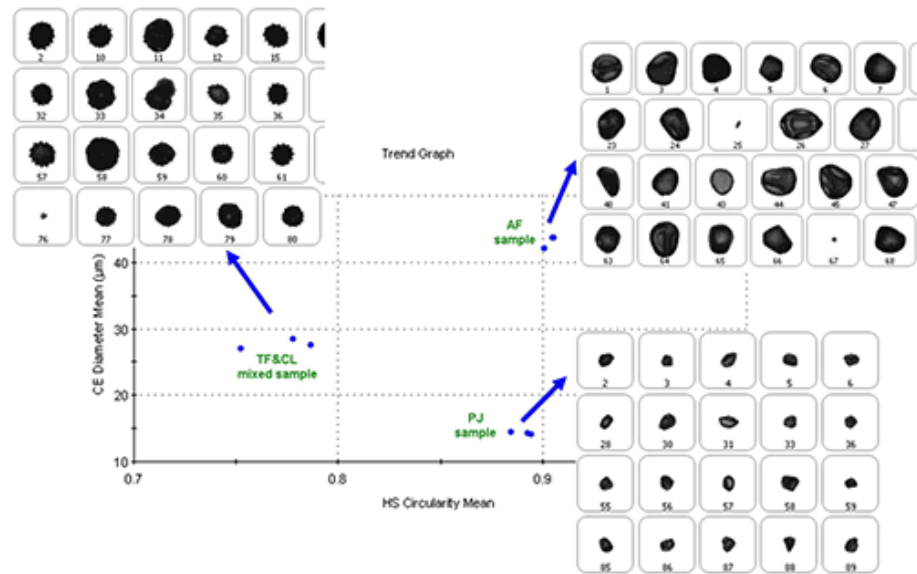 2 10 11 12 15
32 33 34 35 36
57 58 59 60 61
76 77 78 79 80
Trend Graph
1 3 4 5 6 7
23 24 25 26 27
40 41 43 44 45 47
63 64 65 66 67 68
AF
sample
TF&CL
mixed sample
PJ
sample
2 3 4 5 6
28 30 31 33 36
55 56 57 58 59
85 86 87 88 89
CE Diameter Mean (µm)
40
30
20
10
0.7 0.8 0.9
HS Circularity Mean